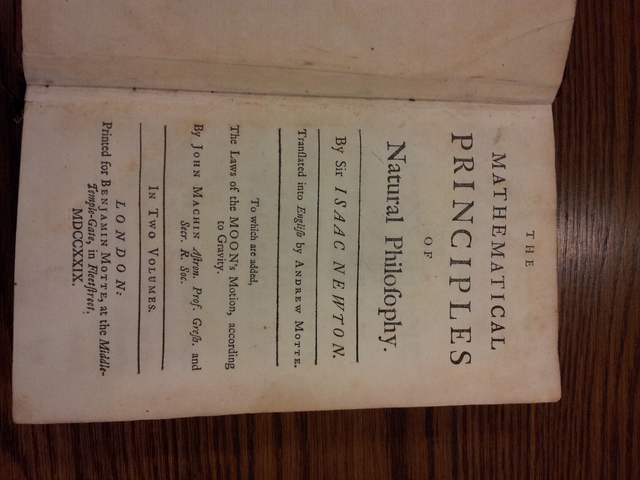 THE
MATHEMATICAL
PRINCIPLES
OF
Natural Philoſophy.
By Sir ISAAC NEWTON.
Tranſlated into Engliſh by ANDREW MOTTE.
To which are added,
The Laws of the MOON's Motion, according
to Gravity.
By JOHN MACHIN Aſtron. Prof. Greſh. and
Secr. R. Soc.
IN TWO VOLUMES.
LONDON:
Printed for BENJAMIN MOTTE, at the Middle-
Temple-Gate, in Fleetſtreet.
MDCCXXIX.